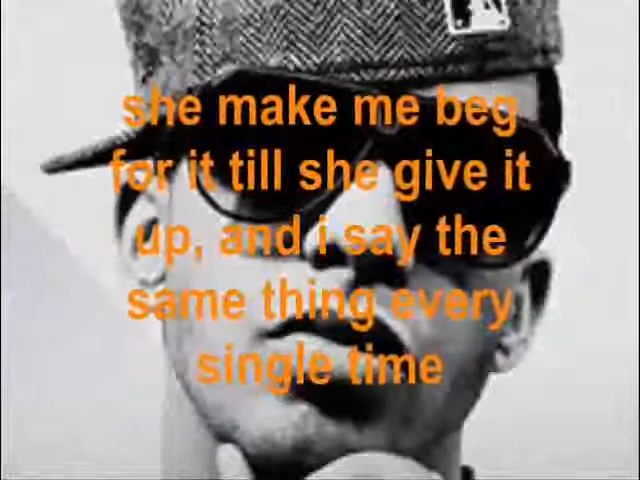 she make me beg
for it till she give it
up, and i say the
same thing every
single time